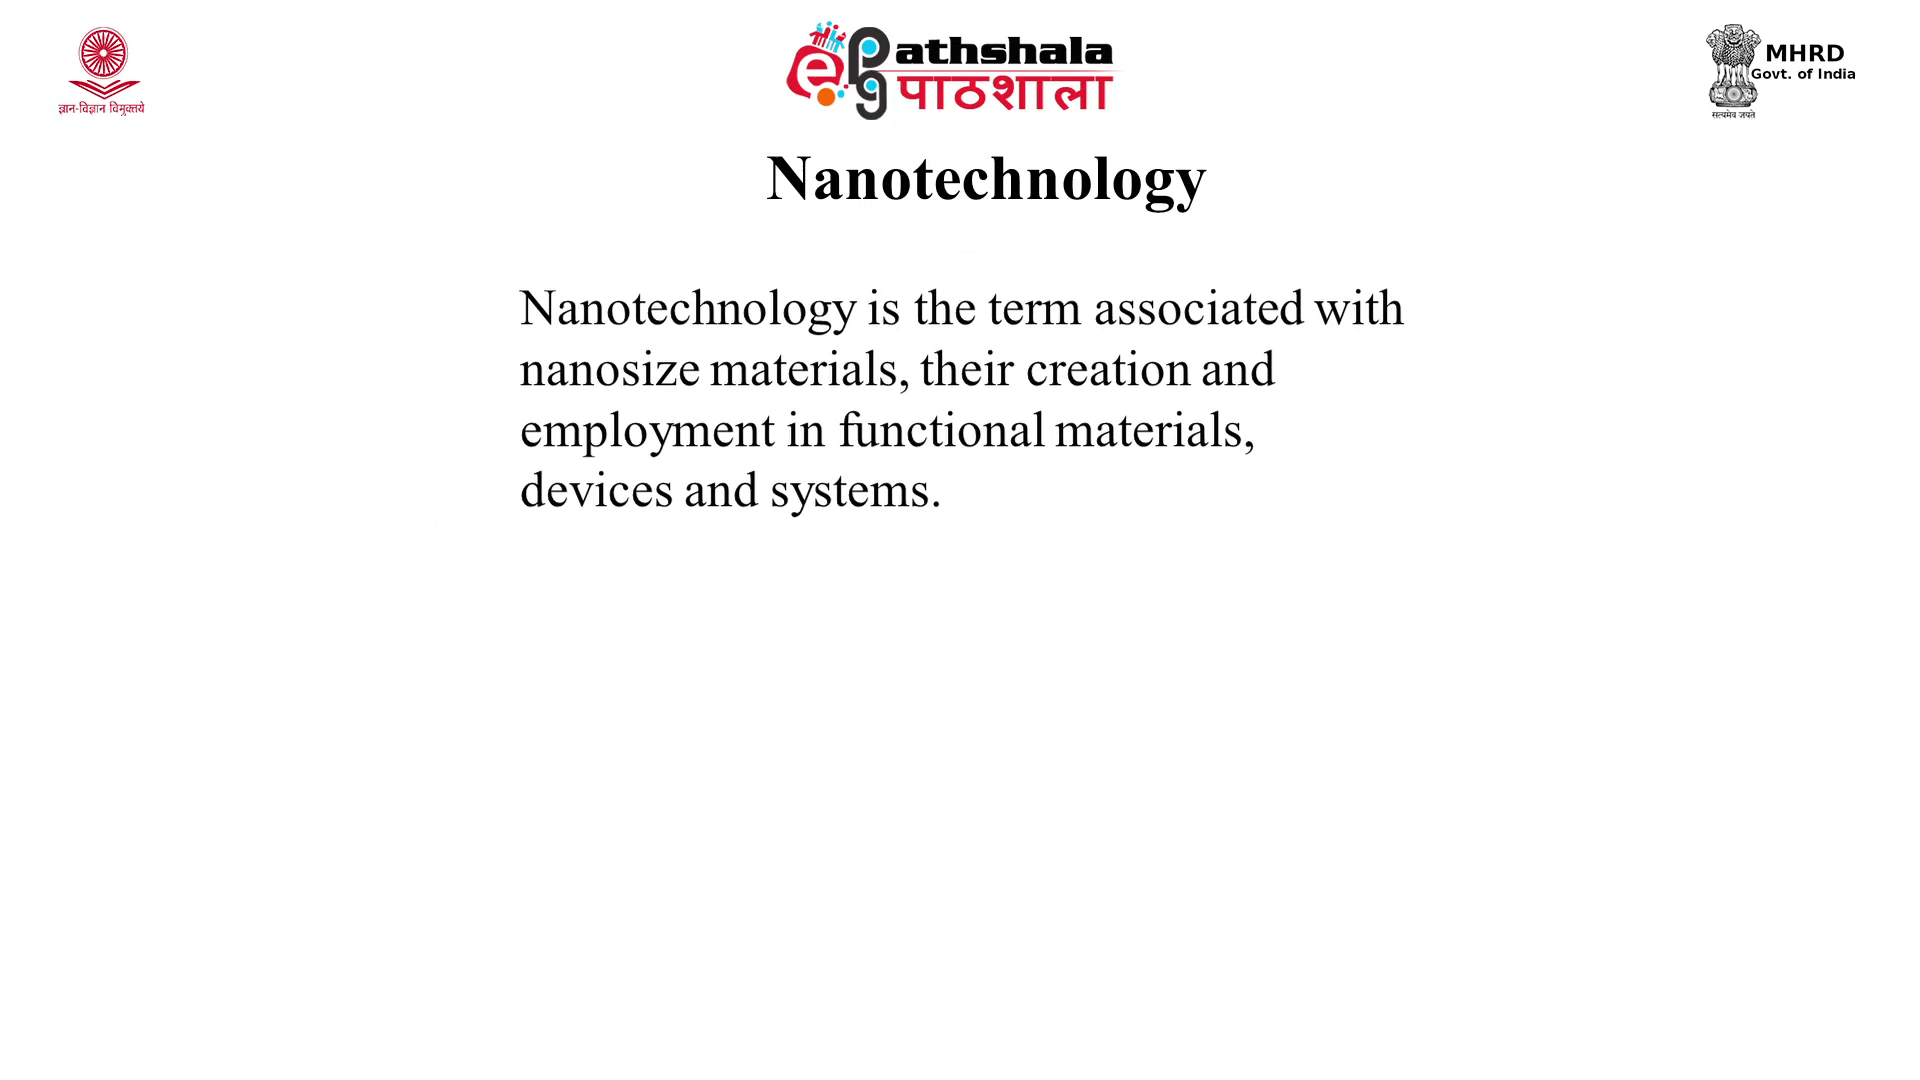 ज्ञान-विज्ञान विमुक्तये
ePathshala
पाठशाला
MHRD
Govt. of India
सत्यमेव जयते
Nanotechnology
Nanotechnology is the term associated with
nanosize materials, their creation and
employment in functional materials,
devices and systems.